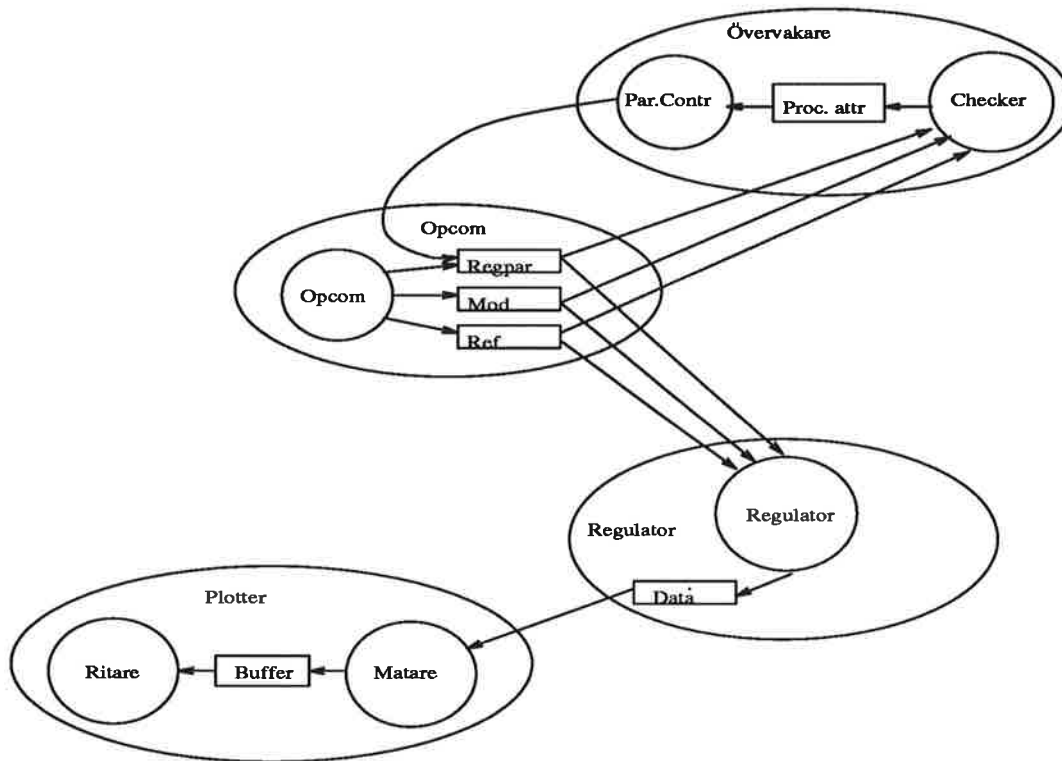 Övervakare
Par.Contr
Proc. attr
Checker
Opcom
Opcom
Regpar
Mod
Ref
Regulator
Regulator
Data
Plotter
Ritare
Buffer
Matare